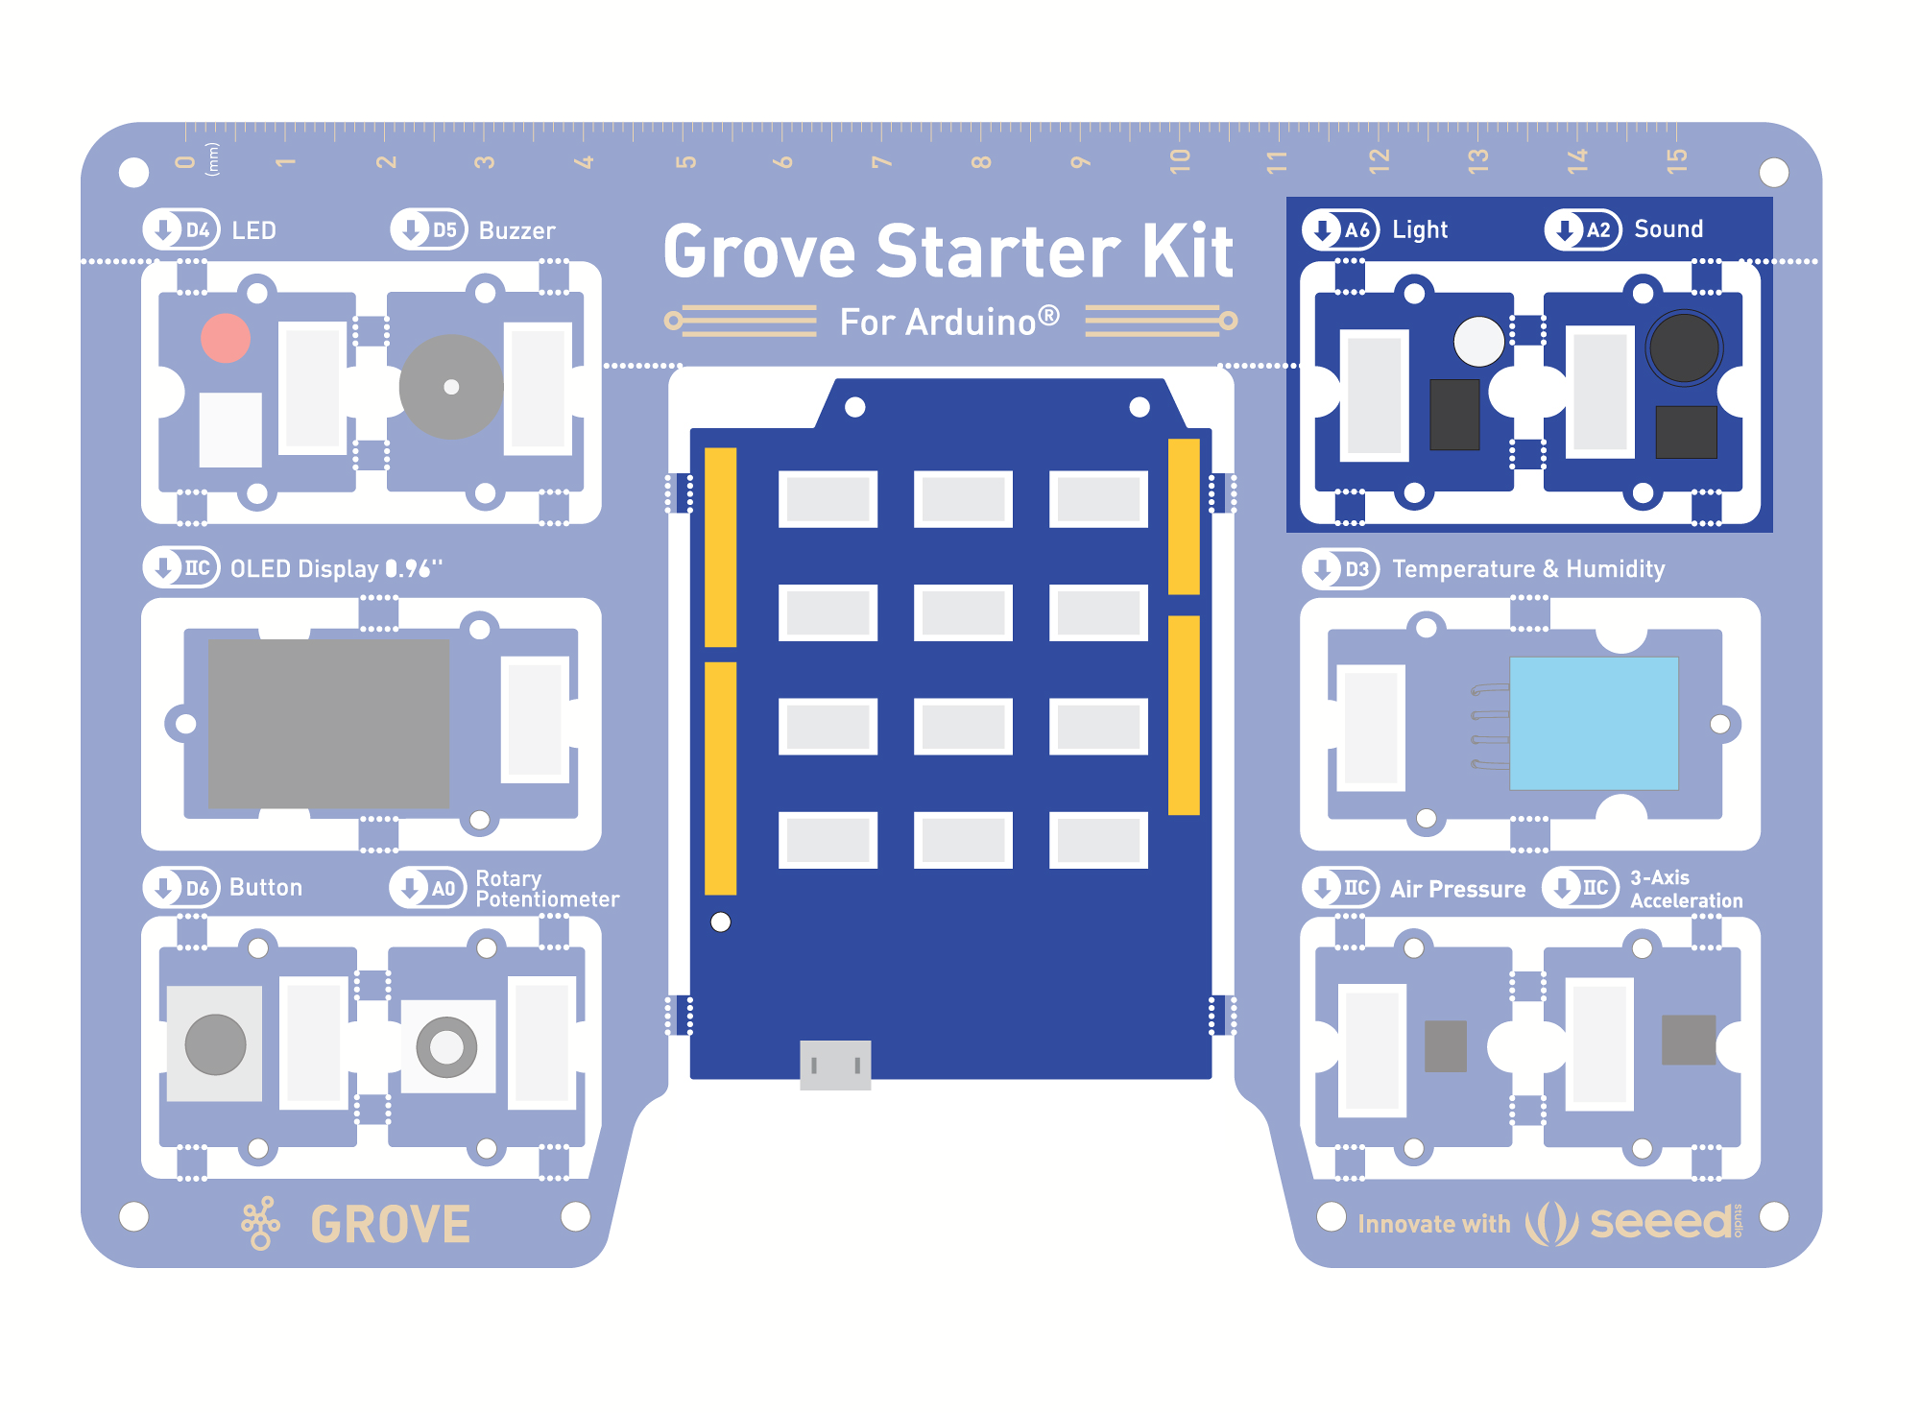 0 (mm) 1 2 3 4 5 6 7 8 9 10 11 12 13 14 15
D4 LED
D5 Buzzer
Grove Starter Kit
For Arduino®
A6 Light
A2 Sound
IIC OLED Display 0.96''
D3 Temperature & Humidity
D6 Button
A0 Rotary
Potentiometer
IIC Air Pressure
IIC 3-Axis
Acceleration
GROVE
Innovate with seeed studio